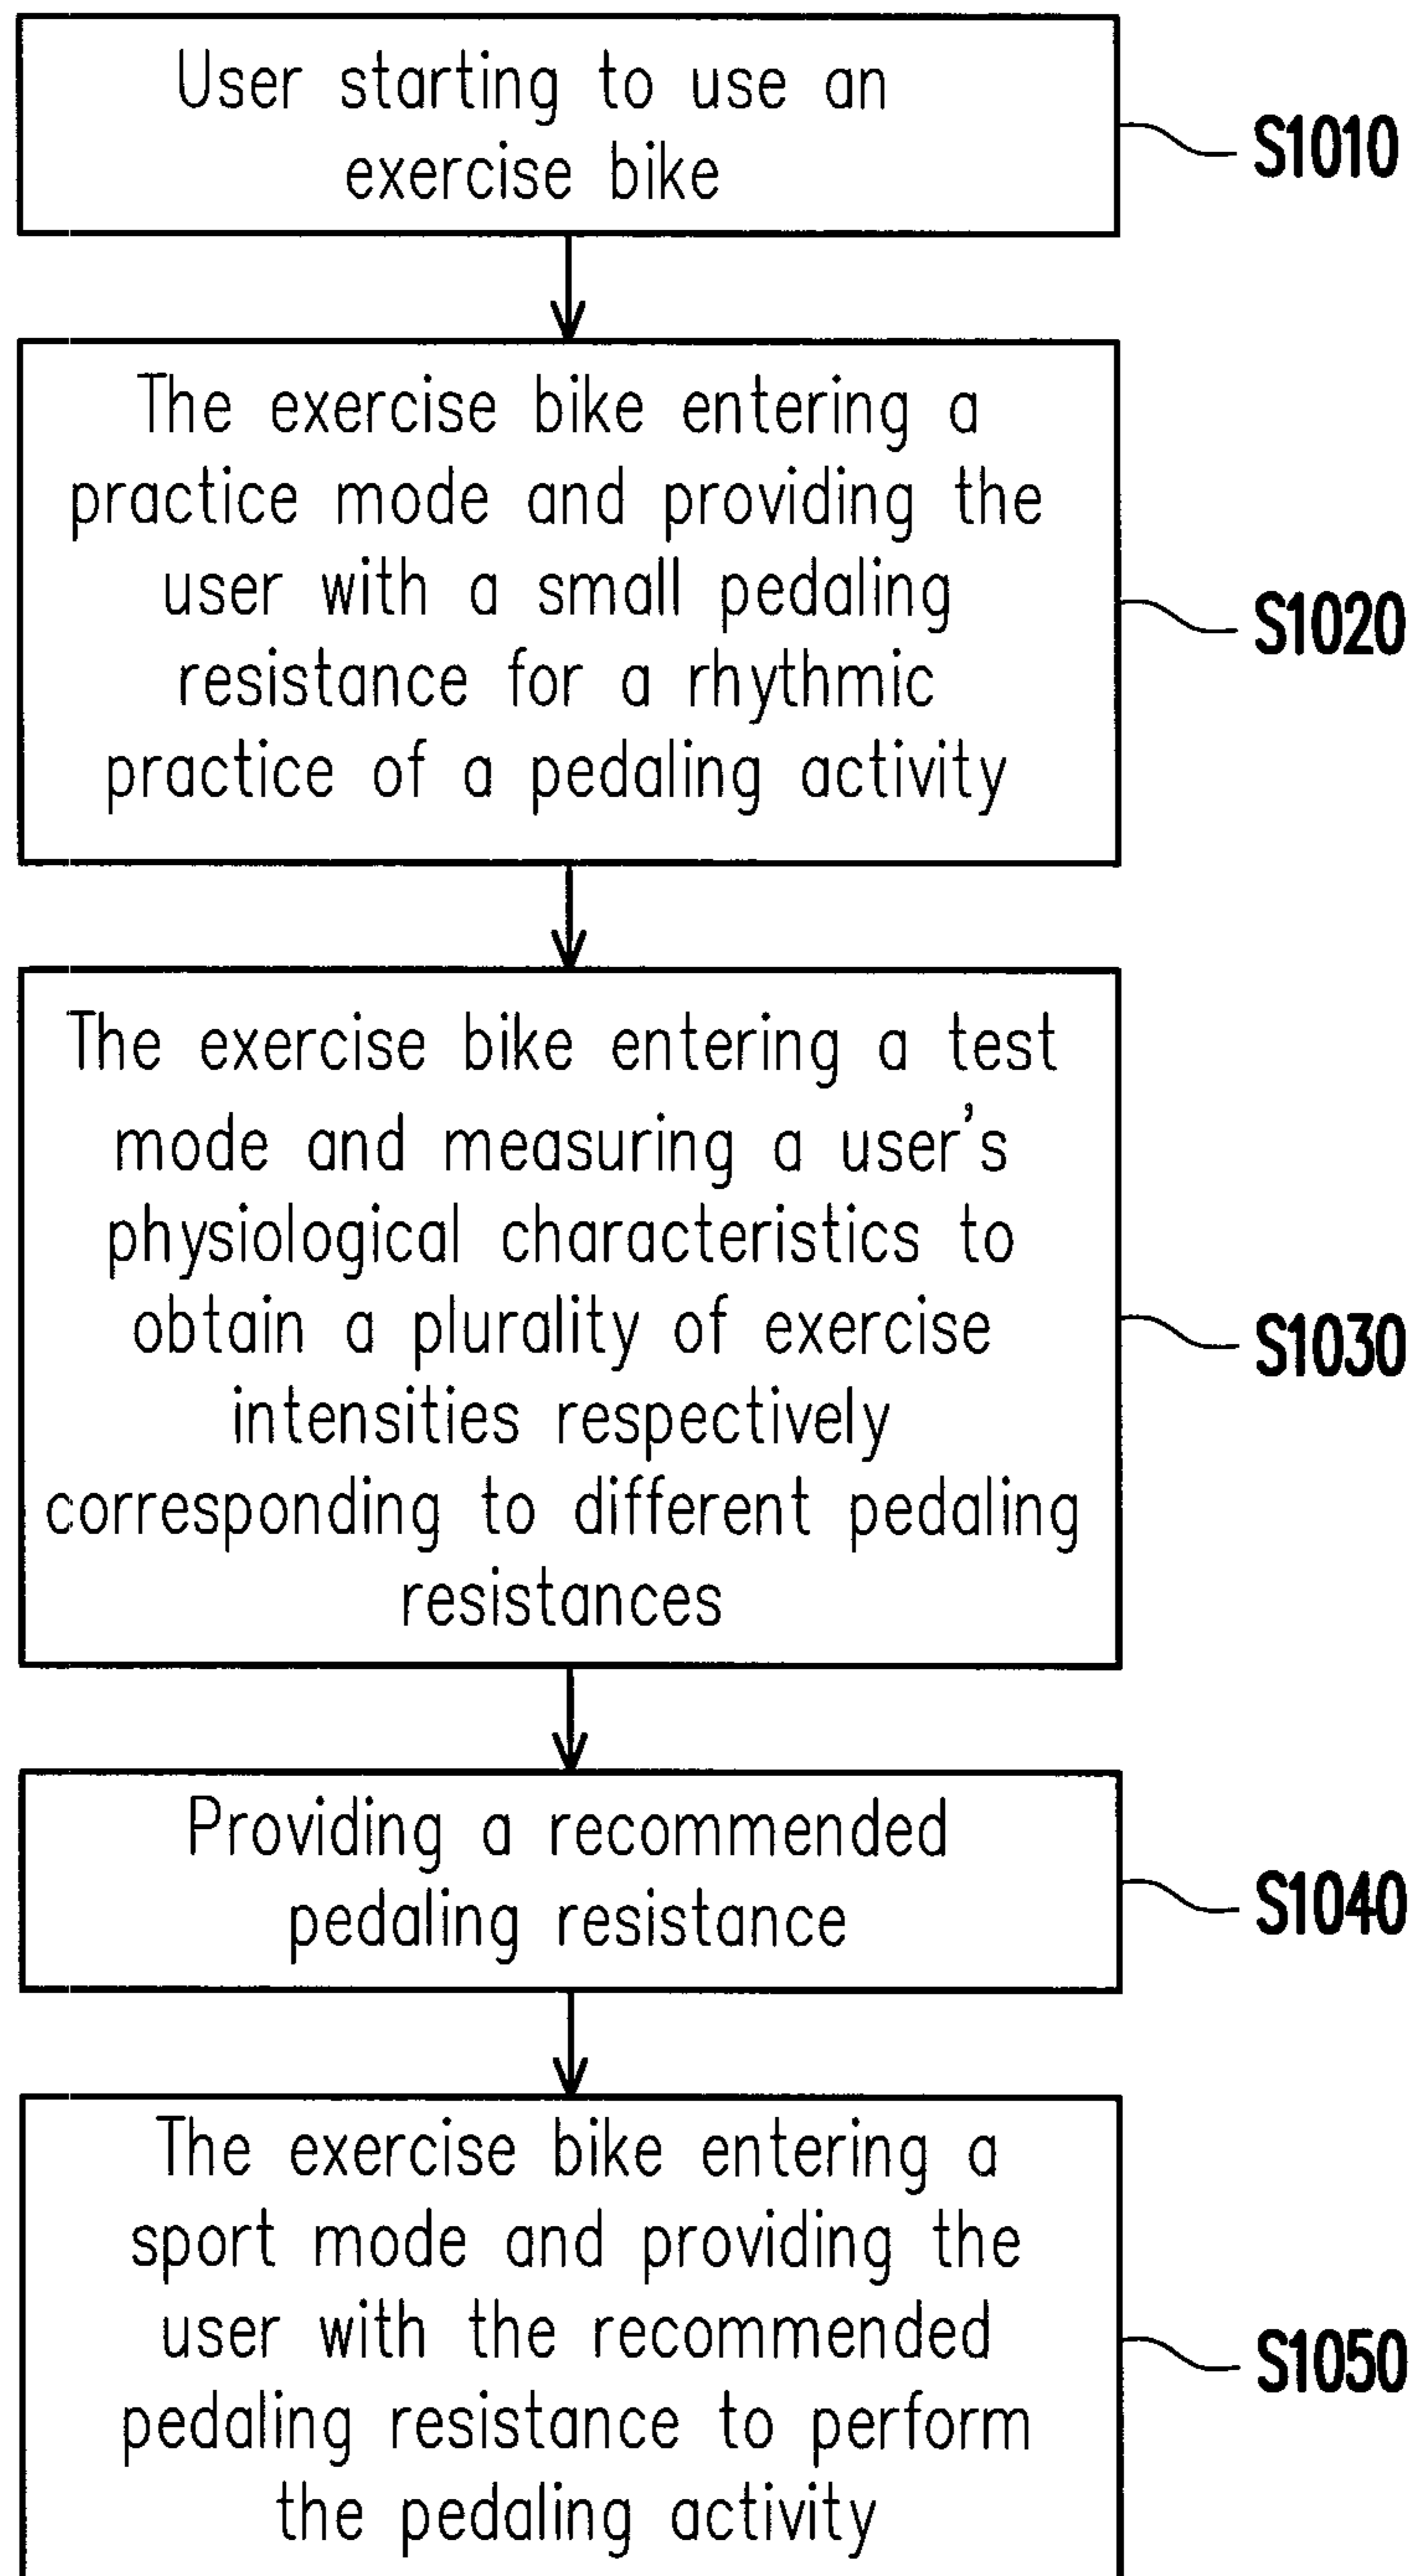 User starting to use an
exercise bike
S1010
The exercise bike entering a
practice mode and providing the
user with a small pedaling
resistance for a rhythmic
practice of a pedaling activity
S1020
The exercise bike entering a test
mode and measuring a user's
physiological characteristics to
obtain a plurality of exercise
intensities respectively
corresponding to different pedaling
resistances
S1030
Providing a recommended
pedaling resistance
S1040
The exercise bike entering a
sport mode and providing the
user with the recommended
pedaling resistance to perform
the pedaling activity
S1050